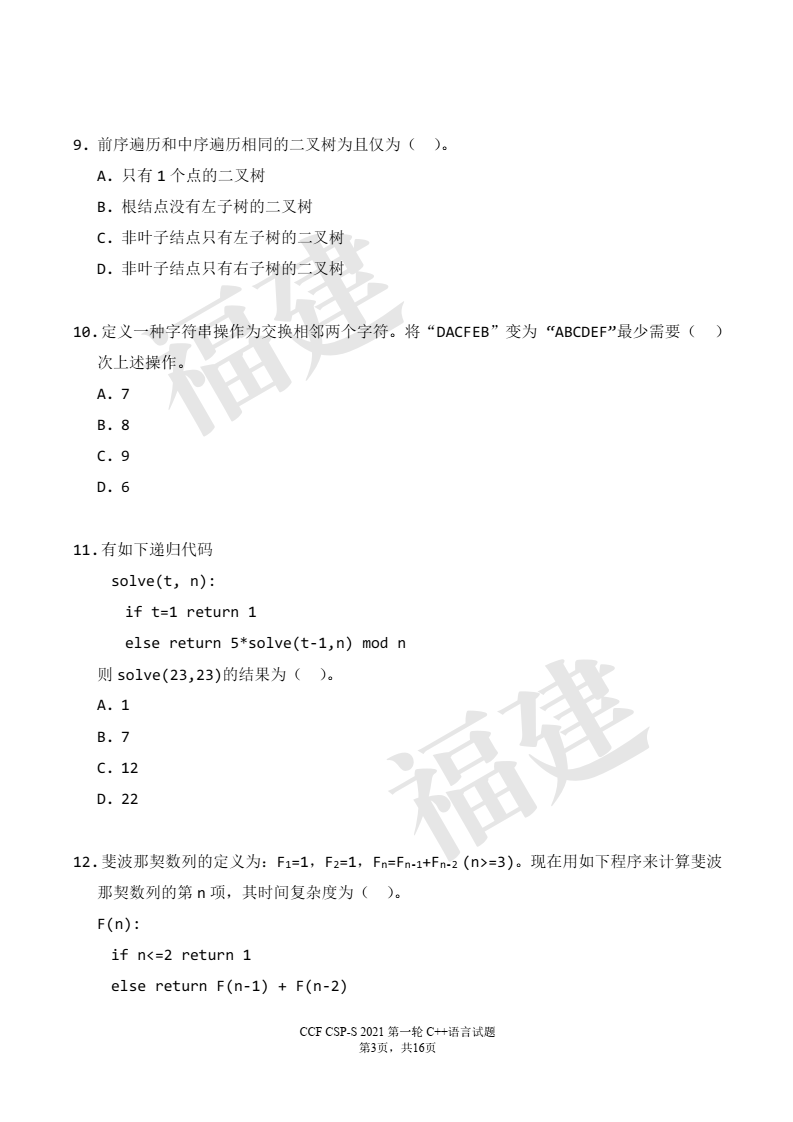 9. 前序遍历和中序遍历相同的二叉树为且仅为（ ）。
A. 只有 1 个点的二叉树
B. 根结点没有左子树的二叉树
C. 非叶子结点只有左子树的二叉树
D. 非叶子结点只有右子树的二叉树
10. 定义一种字符串操作为交换相邻两个字符。将“DACFEB”变为 “ABCDEF”最少需要（ ）
次上述操作。
A. 7
B. 8
C. 9
D. 6
11. 有如下递归代码
solve(t, n):
if t=1 return 1
else return 5*solve(t-1,n) mod n
则 solve(23,23)的结果为（ ）。
A. 1
B. 7
C. 12
D. 22
12. 斐波那契数列的定义为：F1=1，F2=1，Fn=Fn-1+Fn-2 (n>=3)。现在用如下程序来计算斐波
那契数列的第 n 项，其时间复杂度为（ ）。
F(n):
if n<=2 return 1
else return F(n-1) + F(n-2)
CCF CSP-S 2021 第一轮 C++语言试题
第3页，共16页
福建
福建